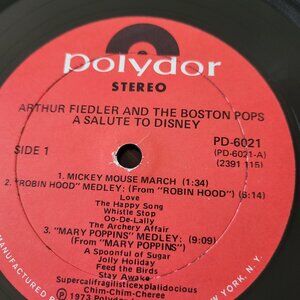 polydor
STEREO
ARTHUR FIEDLER AND THE BOSTON POPS
A SALUTE TO DISNEY
PD-6021
SIDE 1
(PD-6021-A)
(2391 115)
1. MICKEY MOUSE MARCH (1:34)
2. "ROBIN HOOD" MEDLEY: (From "ROBIN HOOD") (6:14)
Love
The Happy Song
Whistle Stop
Oo-De-Lally
The Archery Affair
3. "MARY POPPINS" MEDLEY: (9:09)
(From "MARY POPPINS")
A Spoonful of Sugar
Jolly Holiday
Feed the Birds
Stay Awake
Supercalifragilisticexpialidocious
Chim-Chim-Cheree
℗ 1973 Polydor
MANUFACTURED
YORK, N.Y.